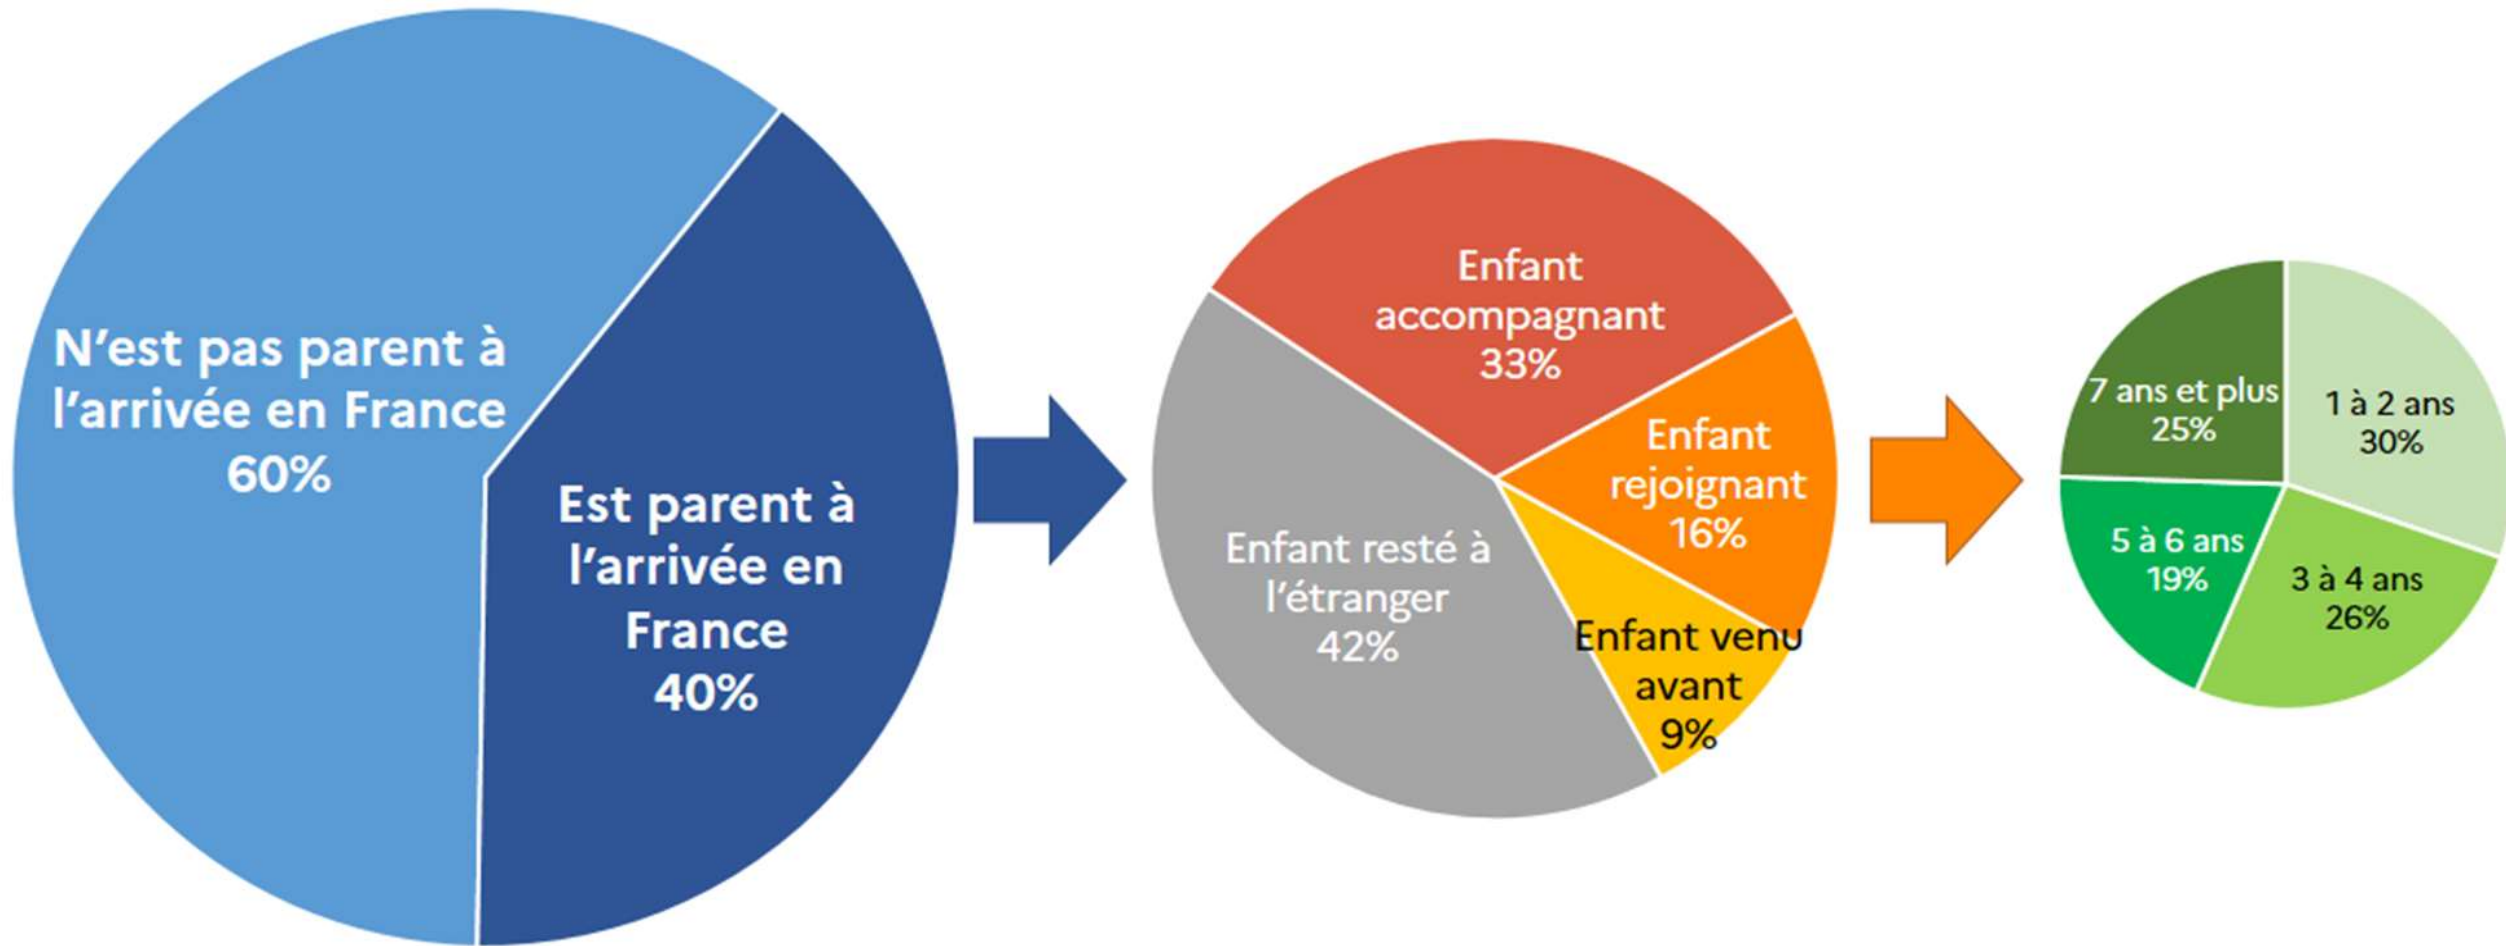 N'est pas parent à
l'arrivée en France
60%
Est parent à
l'arrivée en
France
40%
Enfant
accompagnant
33%
Enfant
rejoignant
16%
Enfant venu
avant
9%
Enfant resté à
l'étranger
42%
1 à 2 ans
30%
3 à 4 ans
26%
5 à 6 ans
19%
7 ans et plus
25%